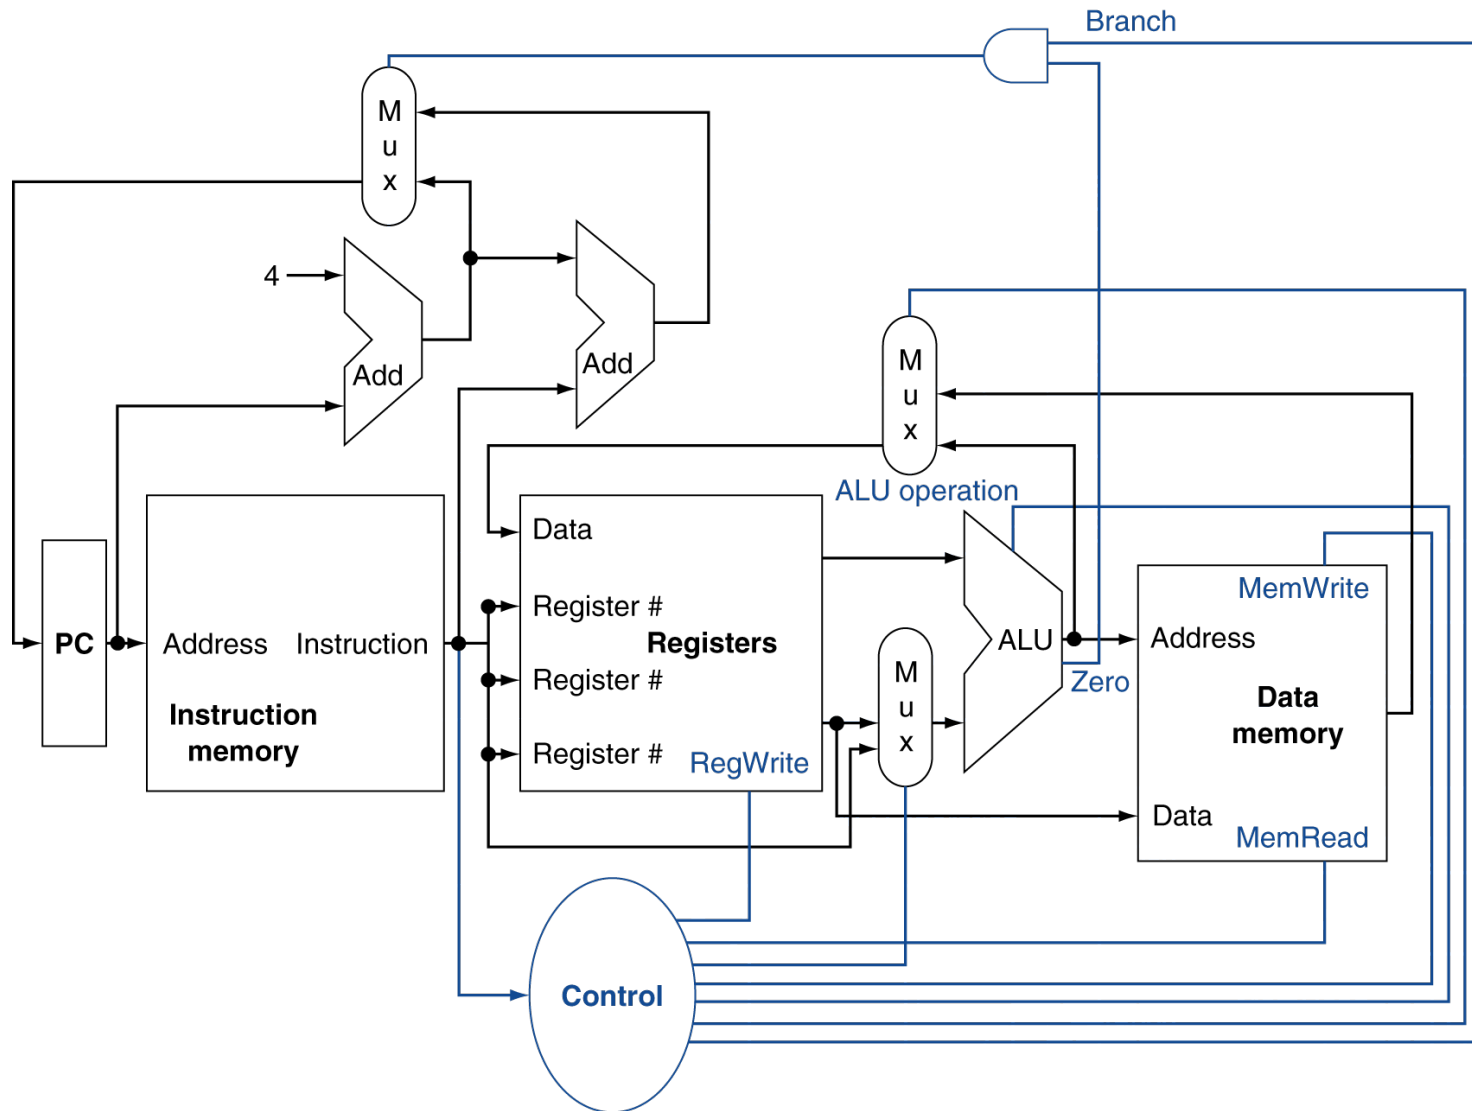 Branch
M
u
x
4
Add
Add
M
u
x
ALU operation
Data
Register #
Registers
Register #
Register #
RegWrite
PC
Address
Instruction
Instruction
memory
M
u
x
ALU
Zero
MemWrite
Address
Data
memory
Data
MemRead
Control